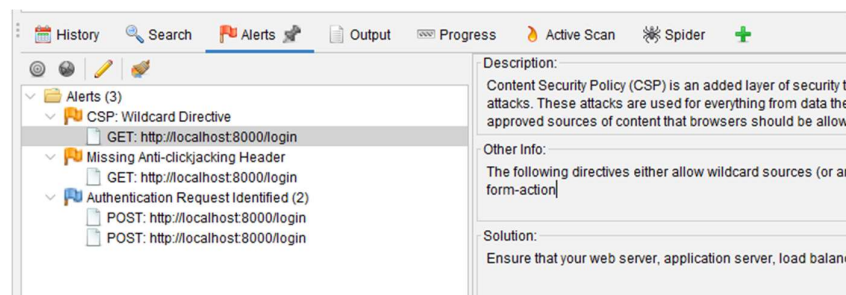 History Search Alerts Output Progress Active Scan Spider
Alerts (3)
CSP: Wildcard Directive
GET: http://localhost:8000/login
Missing Anti-clickjacking Header
GET: http://localhost:8000/login
Authentication Request Identified (2)
POST: http://localhost:8000/login
POST: http://localhost:8000/login
Description:
Content Security Policy (CSP) is an added layer of security
attacks. These attacks are used for everything from data
approved sources of content that browsers should be
Other Info:
The following directives either allow wildcard sources (or
form-action
Solution:
Ensure that your web server, application server, load